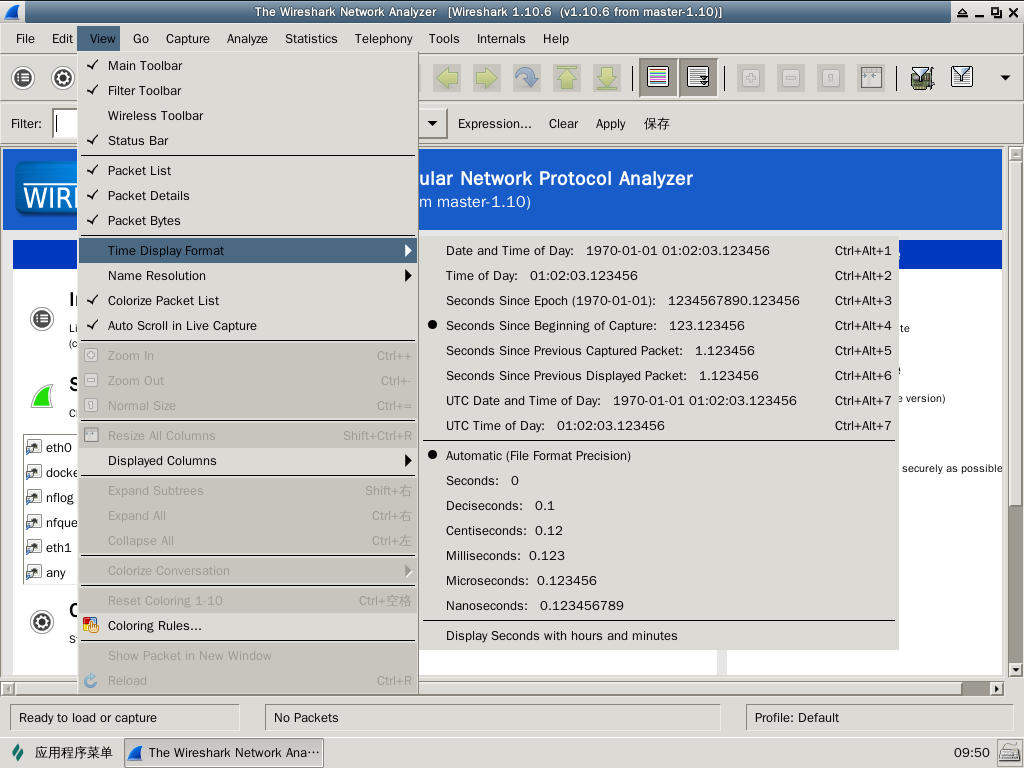 The Wireshark Network Analyzer [Wireshark 1.10.6 (v1.10.6 from master-1.10)]
File Edit View Go Capture Analyze Statistics Telephony Tools Internals Help
Main Toolbar
Filter Toolbar
Wireless Toolbar
Status Bar
Filter: Expression... Clear Apply 保存
Packet List
Packet Details
Packet Bytes
WIR
ular Network Protocol Analyzer
m master-1.10)
Time Display Format
Name Resolution
Colorize Packet List
Auto Scroll in Live Capture
Zoom In Ctrl++
Zoom Out Ctrl+-
Normal Size Ctrl+=
Resize All Columns Shift+Ctrl+R
Displayed Columns
Expand Subtrees Shift+右
Expand All Ctrl+右
Collapse All Ctrl+左
Colorize Conversation
Reset Coloring 1-10 Ctrl+空格
Coloring Rules...
Show Packet in New Window
Reload Ctrl+R
Date and Time of Day: 1970-01-01 01:02:03.123456 Ctrl+Alt+1
Time of Day: 01:02:03.123456 Ctrl+Alt+2
Seconds Since Epoch (1970-01-01): 1234567890.123456 Ctrl+Alt+3
Seconds Since Beginning of Capture: 123.123456 Ctrl+Alt+4
Seconds Since Previous Captured Packet: 1.123456 Ctrl+Alt+5
Seconds Since Previous Displayed Packet: 1.123456 Ctrl+Alt+6
UTC Date and Time of Day: 1970-01-01 01:02:03.123456 Ctrl+Alt+7
UTC Time of Day: 01:02:03.123456 Ctrl+Alt+7
Automatic (File Format Precision)
Seconds: 0
Deciseconds: 0.1
Centiseconds: 0.12
Milliseconds: 0.123
Microseconds: 0.123456
Nanoseconds: 0.123456789
Display Seconds with hours and minutes
eth0
docke
nflog
nfque
eth1
any
te
e version)
securely as possible
Ready to load or capture No Packets Profile: Default
应用程序菜单 The Wireshark Network Ana··· 09:50